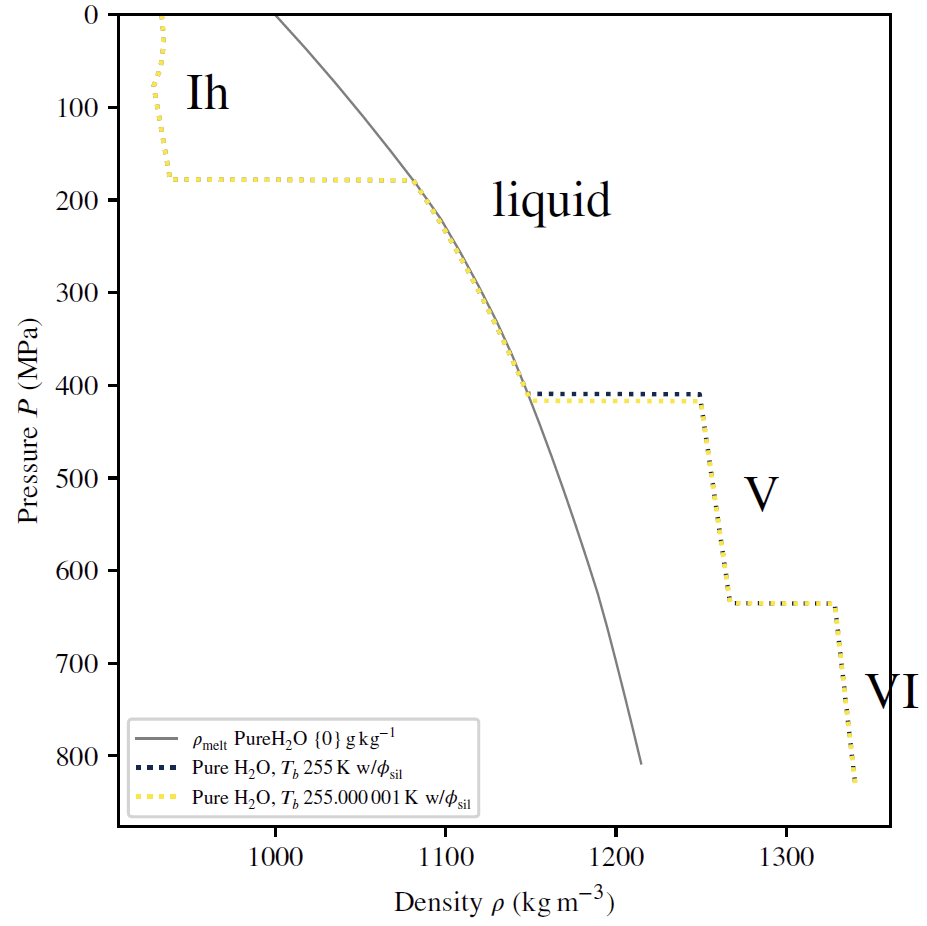 0
100
200
300
400
500
600
700
800
Pressure P (MPa)
Ih
liquid
V
VI
ρmelt PureH₂O {0} g kg⁻¹
Pure H₂O, Tb 255 K w/ϕsil
Pure H₂O, Tb 255.000 001 K w/ϕsil
1000 1100 1200 1300
Density ρ (kg m⁻³)